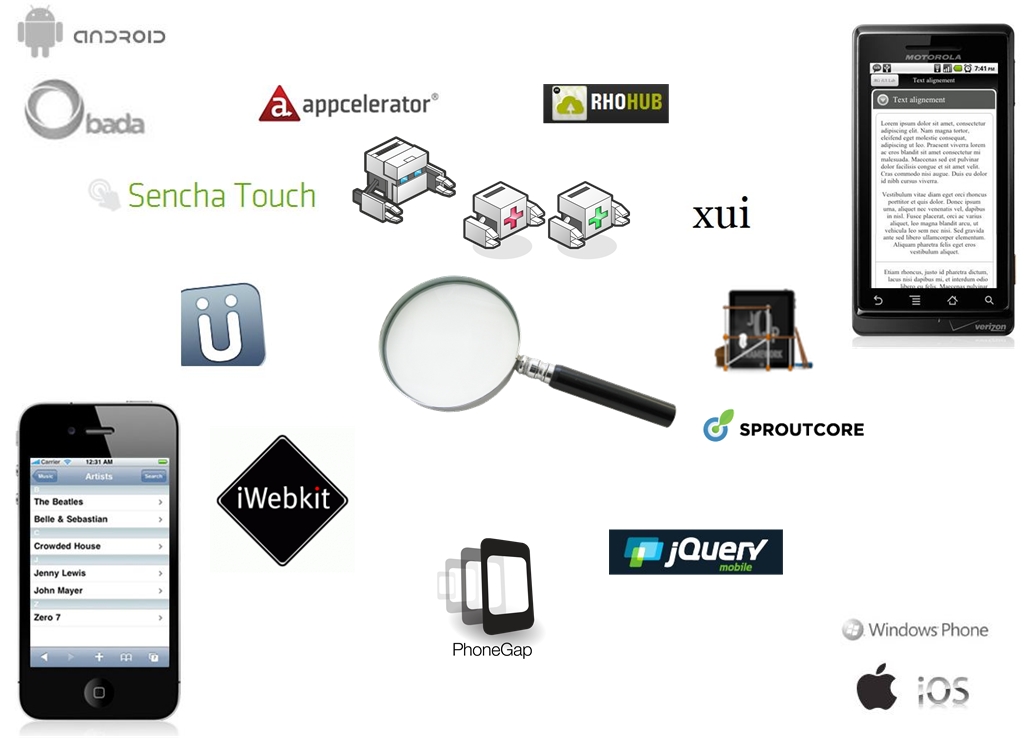 ANDROID
bada
appcelerator®
RHOHUB
Sencha Touch
xui
MOTOROLA
7:41 PM
Text alignement
Text alignement
Lorem ipsum dolor sit amet, consectetur
adipiscing elit. Nam magna tortor,
eleifend eget molestie consequat,
adipiscing ut leo. Praesent viverra lorem
ac eros blandit sit amet consectetur mi
malesuada. Maecenas sed est pulvinar
dolor facilisis congue et sit amet velit.
Cras commodo nisi augue. Duis eu dolor
id nibh cursus viverra.
Vestibulum vitae diam eget orci rhoncus
porttitor et quis dolor. Donec ipsum
urna, aliquet nec venenatis vel, dapibus
in nisl. Fusce placerat, orci ac varius
aliquet, leo magna blandit arcu, ut
vehicula leo sem nec nisi. Sed gravida
ante sed libero ullamcorper elementum.
Aliquam pharetra felis eget eros
vestibulum aliquet.
Etiam rhoncus, justo id pharetra dictum,
lacus ex felis. Maecenas pulvinar
verizon
Ü
JQP
FRAMEWORK
SPROUTCORE
Carrier 12:31 AM
Music Artists Search
B
The Beatles
Belle & Sebastian
C
Crowded House
J
Jenny Lewis
John Mayer
Z
Zero 7
iWebkit
jQuery
mobile
PhoneGap
Windows Phone
iOS